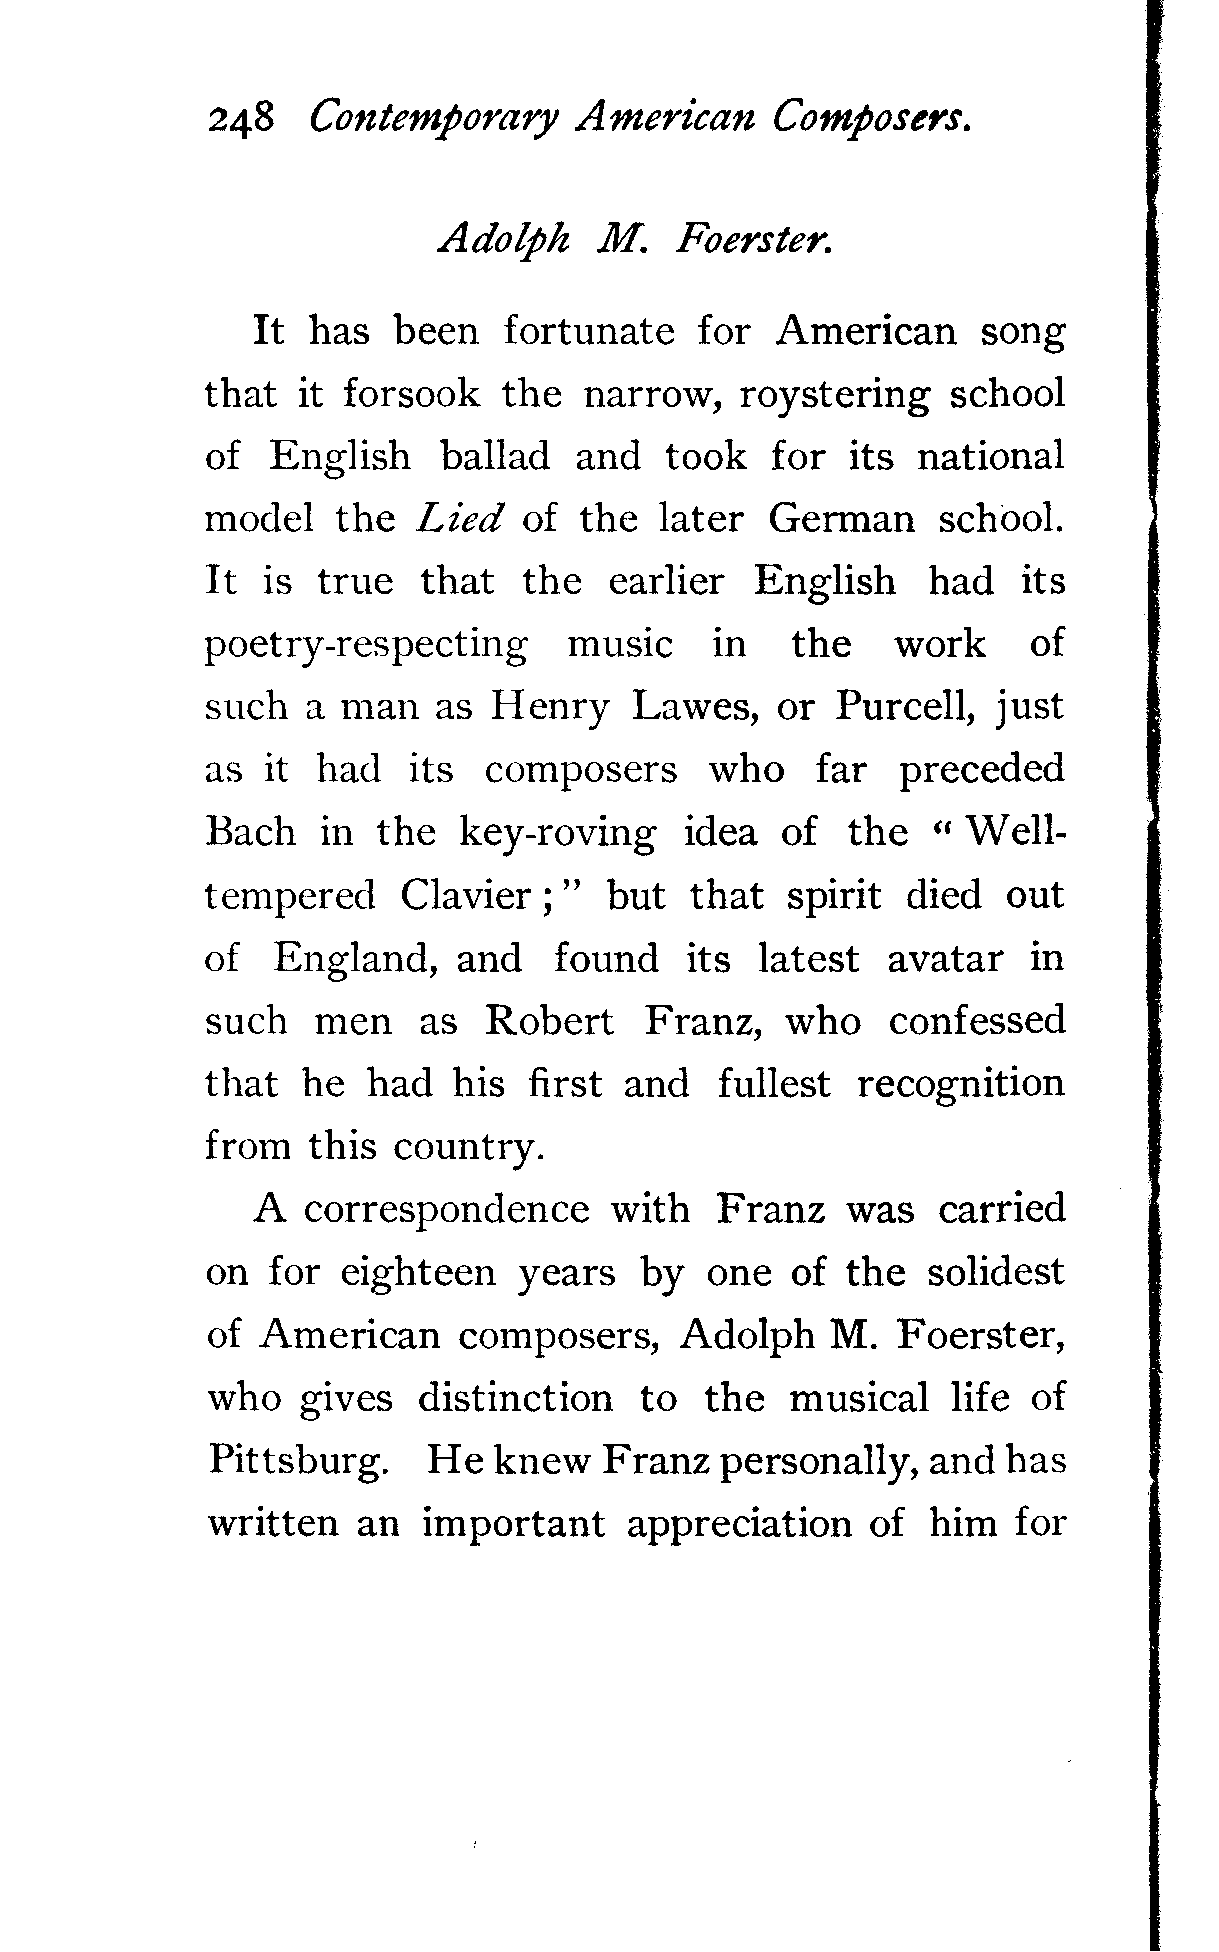 248 Contemporary American Composers.
Adolph M. Foerster.
It has been fortunate for American song
that it forsook the narrow, roystering school
of English ballad and took for its national
model the Lied of the later German school.
It is true that the earlier English had its
poetry-respecting music in the work of
such a man as Henry Lawes, or Purcell, just
as it had its composers who far preceded
Bach in the key-roving idea of the “ Well-
tempered Clavier ; ” but that spirit died out
of England, and found its latest avatar in
such men as Robert Franz, who confessed
that he had his first and fullest recognition
from this country.
A correspondence with Franz was carried
on for eighteen years by one of the solidest
of American composers, Adolph M. Foerster,
who gives distinction to the musical life of
Pittsburg. He knew Franz personally, and has
written an important appreciation of him for